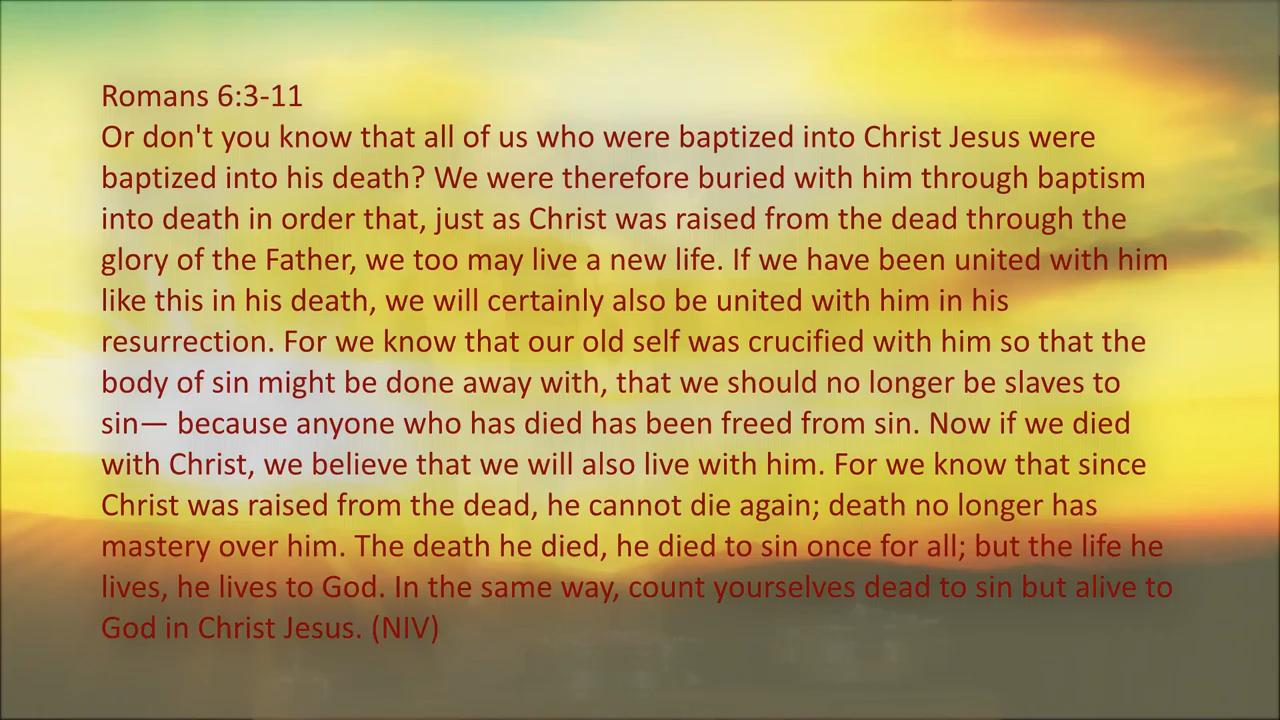 Romans 6:3-11
Or don't you know that all of us who were baptized into Christ Jesus were
baptized into his death? We were therefore buried with him through baptism
into death in order that, just as Christ was raised from the dead through the
glory of the Father, we too may live a new life. If we have been united with him
like this in his death, we will certainly also be united with him in his
resurrection. For we know that our old self was crucified with him so that the
body of sin might be done away with, that we should no longer be slaves to
sin— because anyone who has died has been freed from sin. Now if we died
with Christ, we believe that we will also live with him. For we know that since
Christ was raised from the dead, he cannot die again; death no longer has
mastery over him. The death he died, he died to sin once for all; but the life he
lives, he lives to God. In the same way, count yourselves dead to sin but alive to
God in Christ Jesus. (NIV)